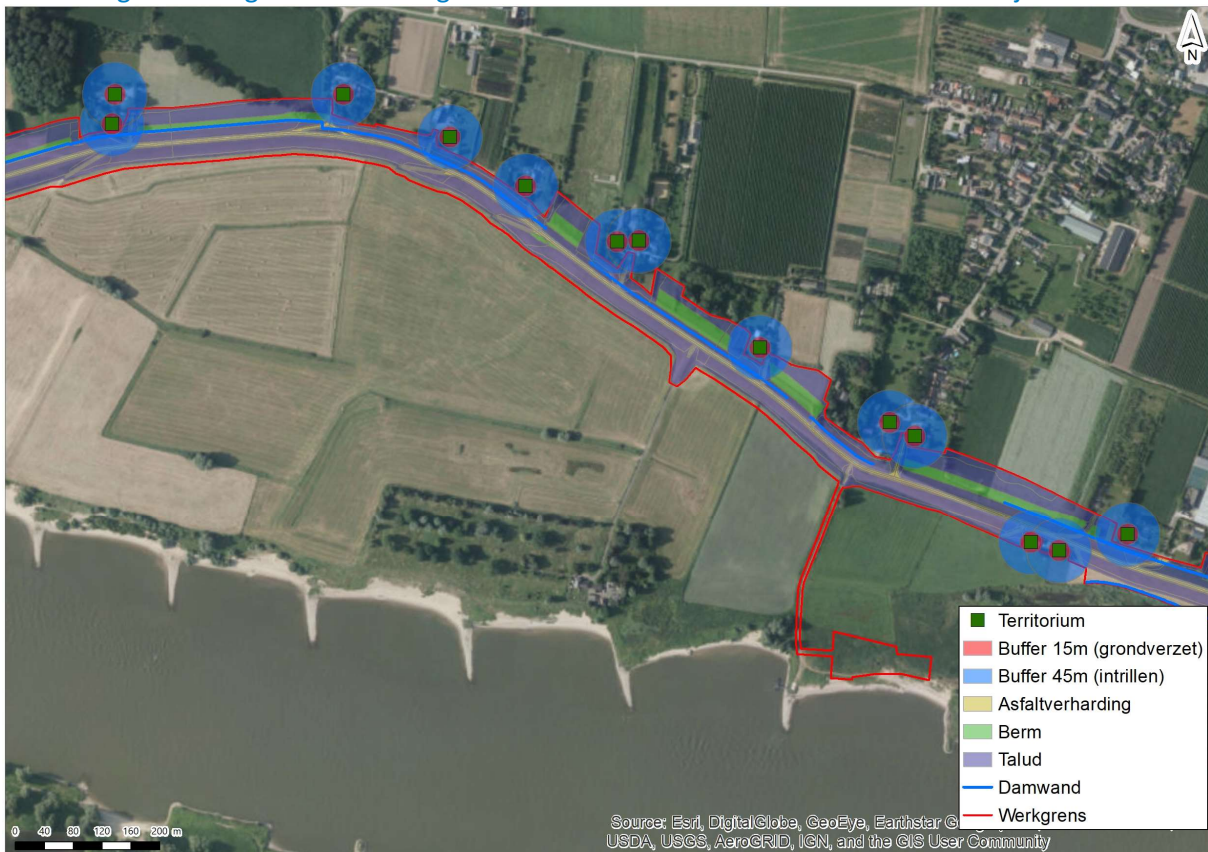 N
Territorium
Buffer 15m (grondverzet)
Buffer 45m (intrillen)
Asfaltverharding
Berm
Talud
Damwand
Werkgrens
0 40 80 120 160 200 m
Source: Esri, DigitalGlobe, GeoEye, Earthstar
USDA, USGS, AeroGRID, IGN, and the GIS User Community